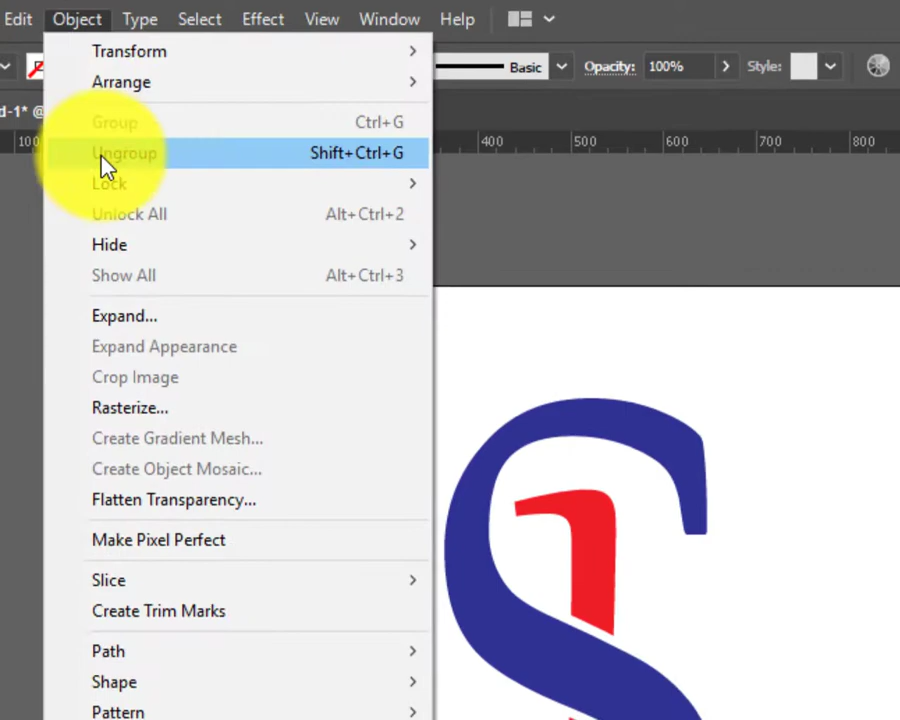 Edit Object Type Select Effect View Window Help
Basic Opacity: 100% Style:
d-1* @
100 400 500 600 700 800
Transform
Arrange
Group Ctrl+G
Ungroup Shift+Ctrl+G
Lock
Unlock All Alt+Ctrl+2
Hide
Show All Alt+Ctrl+3
Expand...
Expand Appearance
Crop Image
Rasterize...
Create Gradient Mesh...
Create Object Mosaic...
Flatten Transparency...
Make Pixel Perfect
Slice
Create Trim Marks
Path
Shape
Pattern